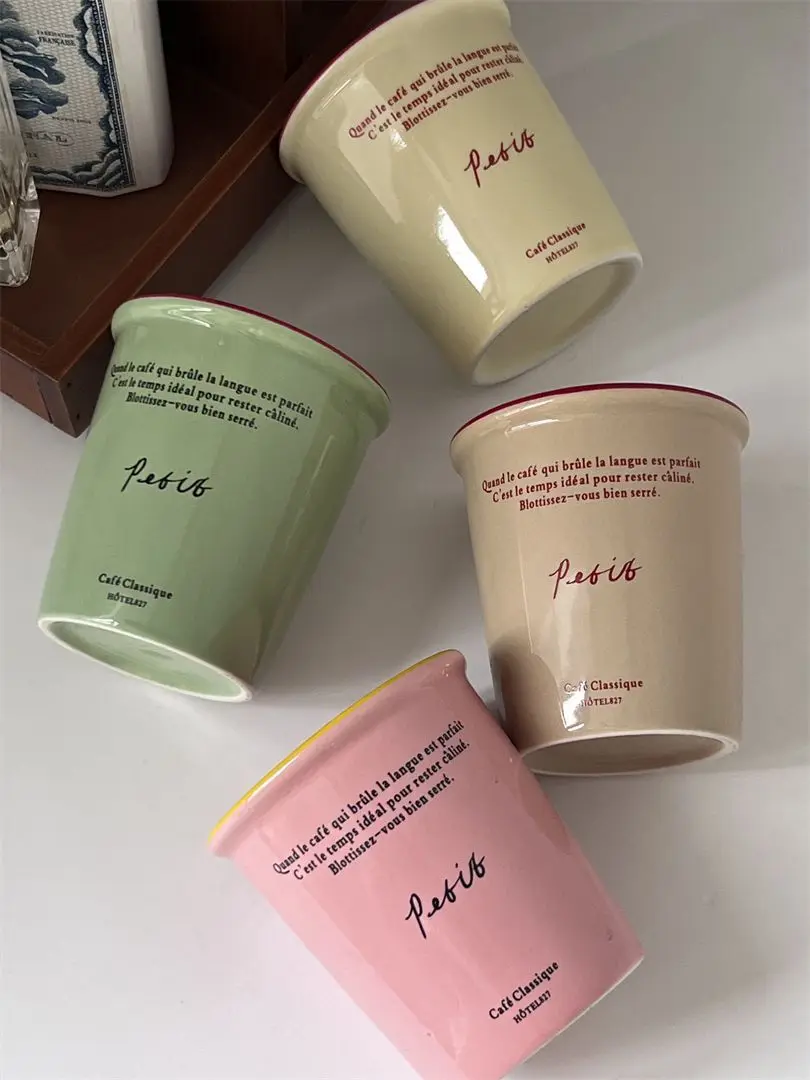 FABRICATION
FRANÇAISE
Quand le café qui brûle la langue est parfait
C'est le temps idéal pour rester câliné.
Blottissez-vous bien serré.
Petit
Café Classique
HÔTEL827
Quand le café qui brûle la langue est parfait
C'est le temps idéal pour rester câliné.
Blottissez-vous bien serré.
Petit
Café Classique
HÔTEL827
Quand le café qui brûle la langue est parfait
C'est le temps idéal pour rester câliné.
Blottissez-vous bien serré.
Petit
Café Classique
HÔTEL827
Quand le café qui brûle la langue est parfait
C'est le temps idéal pour rester câliné.
Blottissez-vous bien serré.
Petit
Café Classique
HÔTEL827